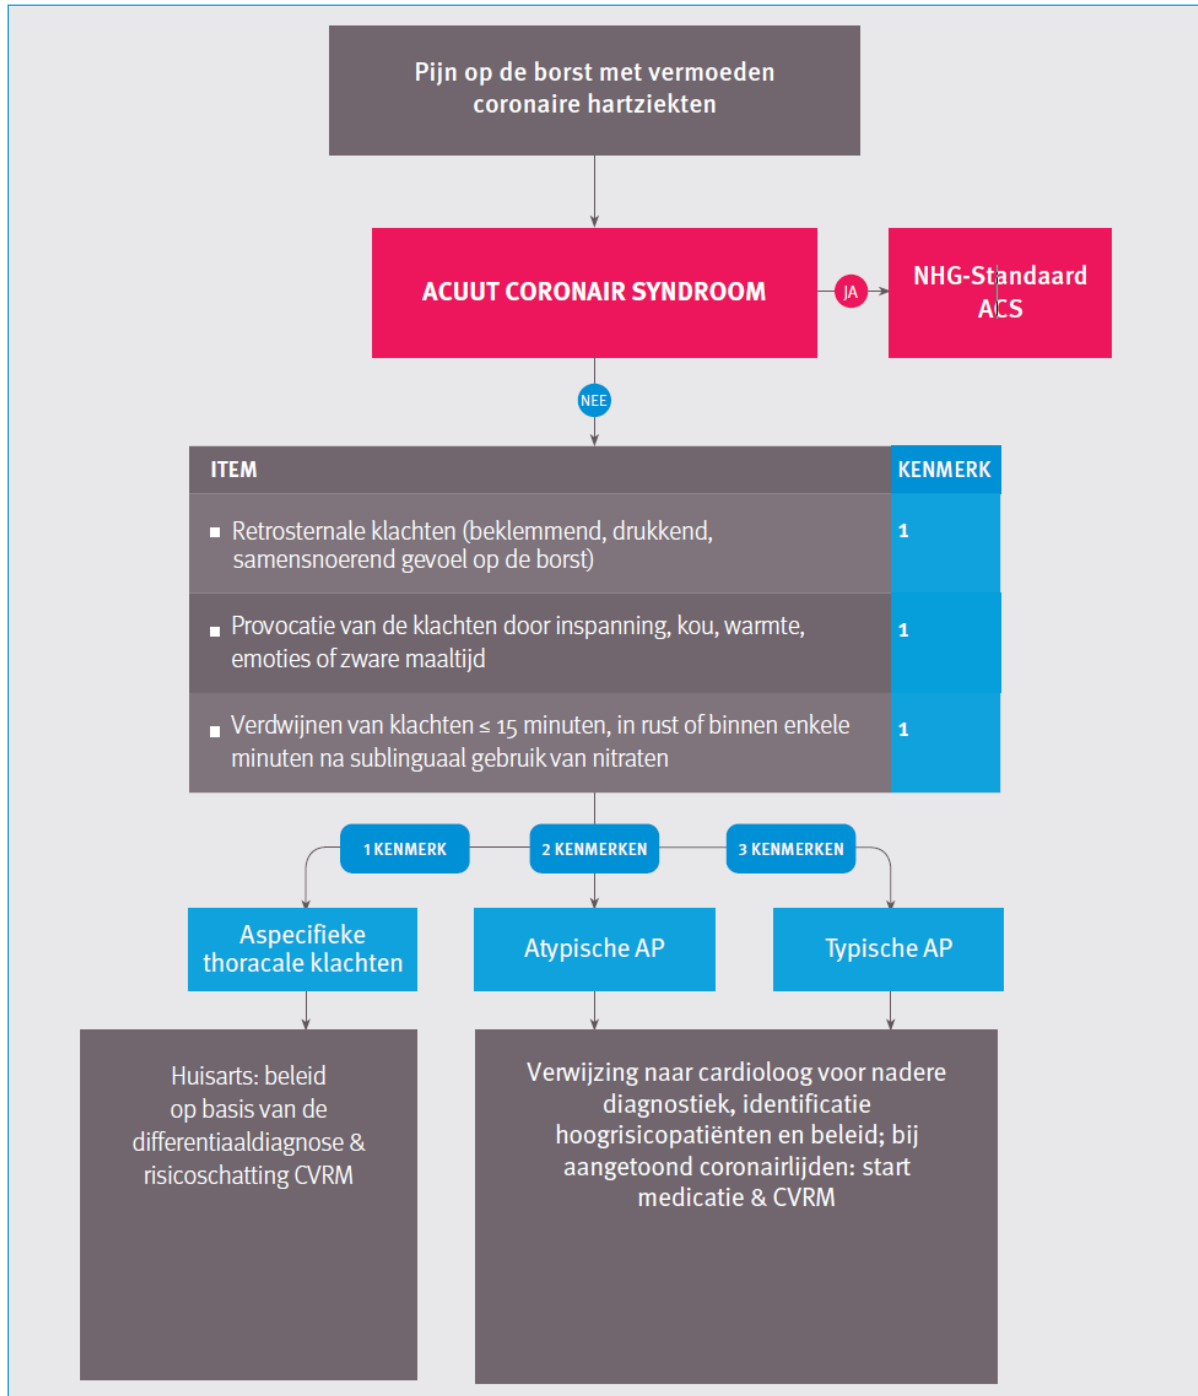 Pijn op de borst met vermoeden
coronaire hartziekten
ACUUT CORONAIR SYNDROOM
JA
NHG-Standaard
ACS
NEE
ITEM
KENMERK
Retrosternale klachten (beklemmend, drukkend,
samensnoerend gevoel op de borst)
1
Provocatie van de klachten door inspanning, kou, warmte,
emoties of zware maaltijd
1
Verdwijnen van klachten ≤ 15 minuten, in rust of binnen enkele
minuten na sublinguaal gebruik van nitraten
1
1 KENMERK
2 KENMERKEN
3 KENMERKEN
Aspecifieke
thoracale klachten
Atypische AP
Typische AP
Huisarts: beleid
op basis van de
differentiaaldiagnose &
risicoschatting CVRM
Verwijzing naar cardioloog voor nadere
diagnostiek, identificatie
hoogrisicopatiënten en beleid; bij
aangetoond coronairlijden: start
medicatie & CVRM